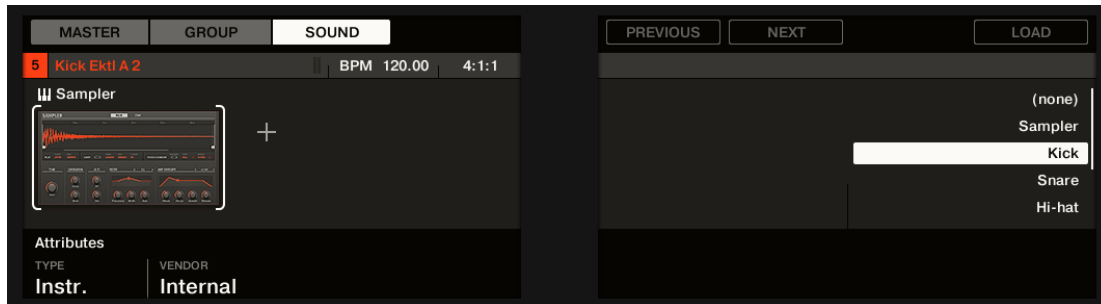 MASTER GROUP SOUND
5 Kick Ektl A 2 BPM 120.00 4:1:1
Sampler
SAMPLER
Attributes
TYPE VENDOR
Instr. Internal
PREVIOUS NEXT LOAD
(none)
Sampler
Kick
Snare
Hi-hat